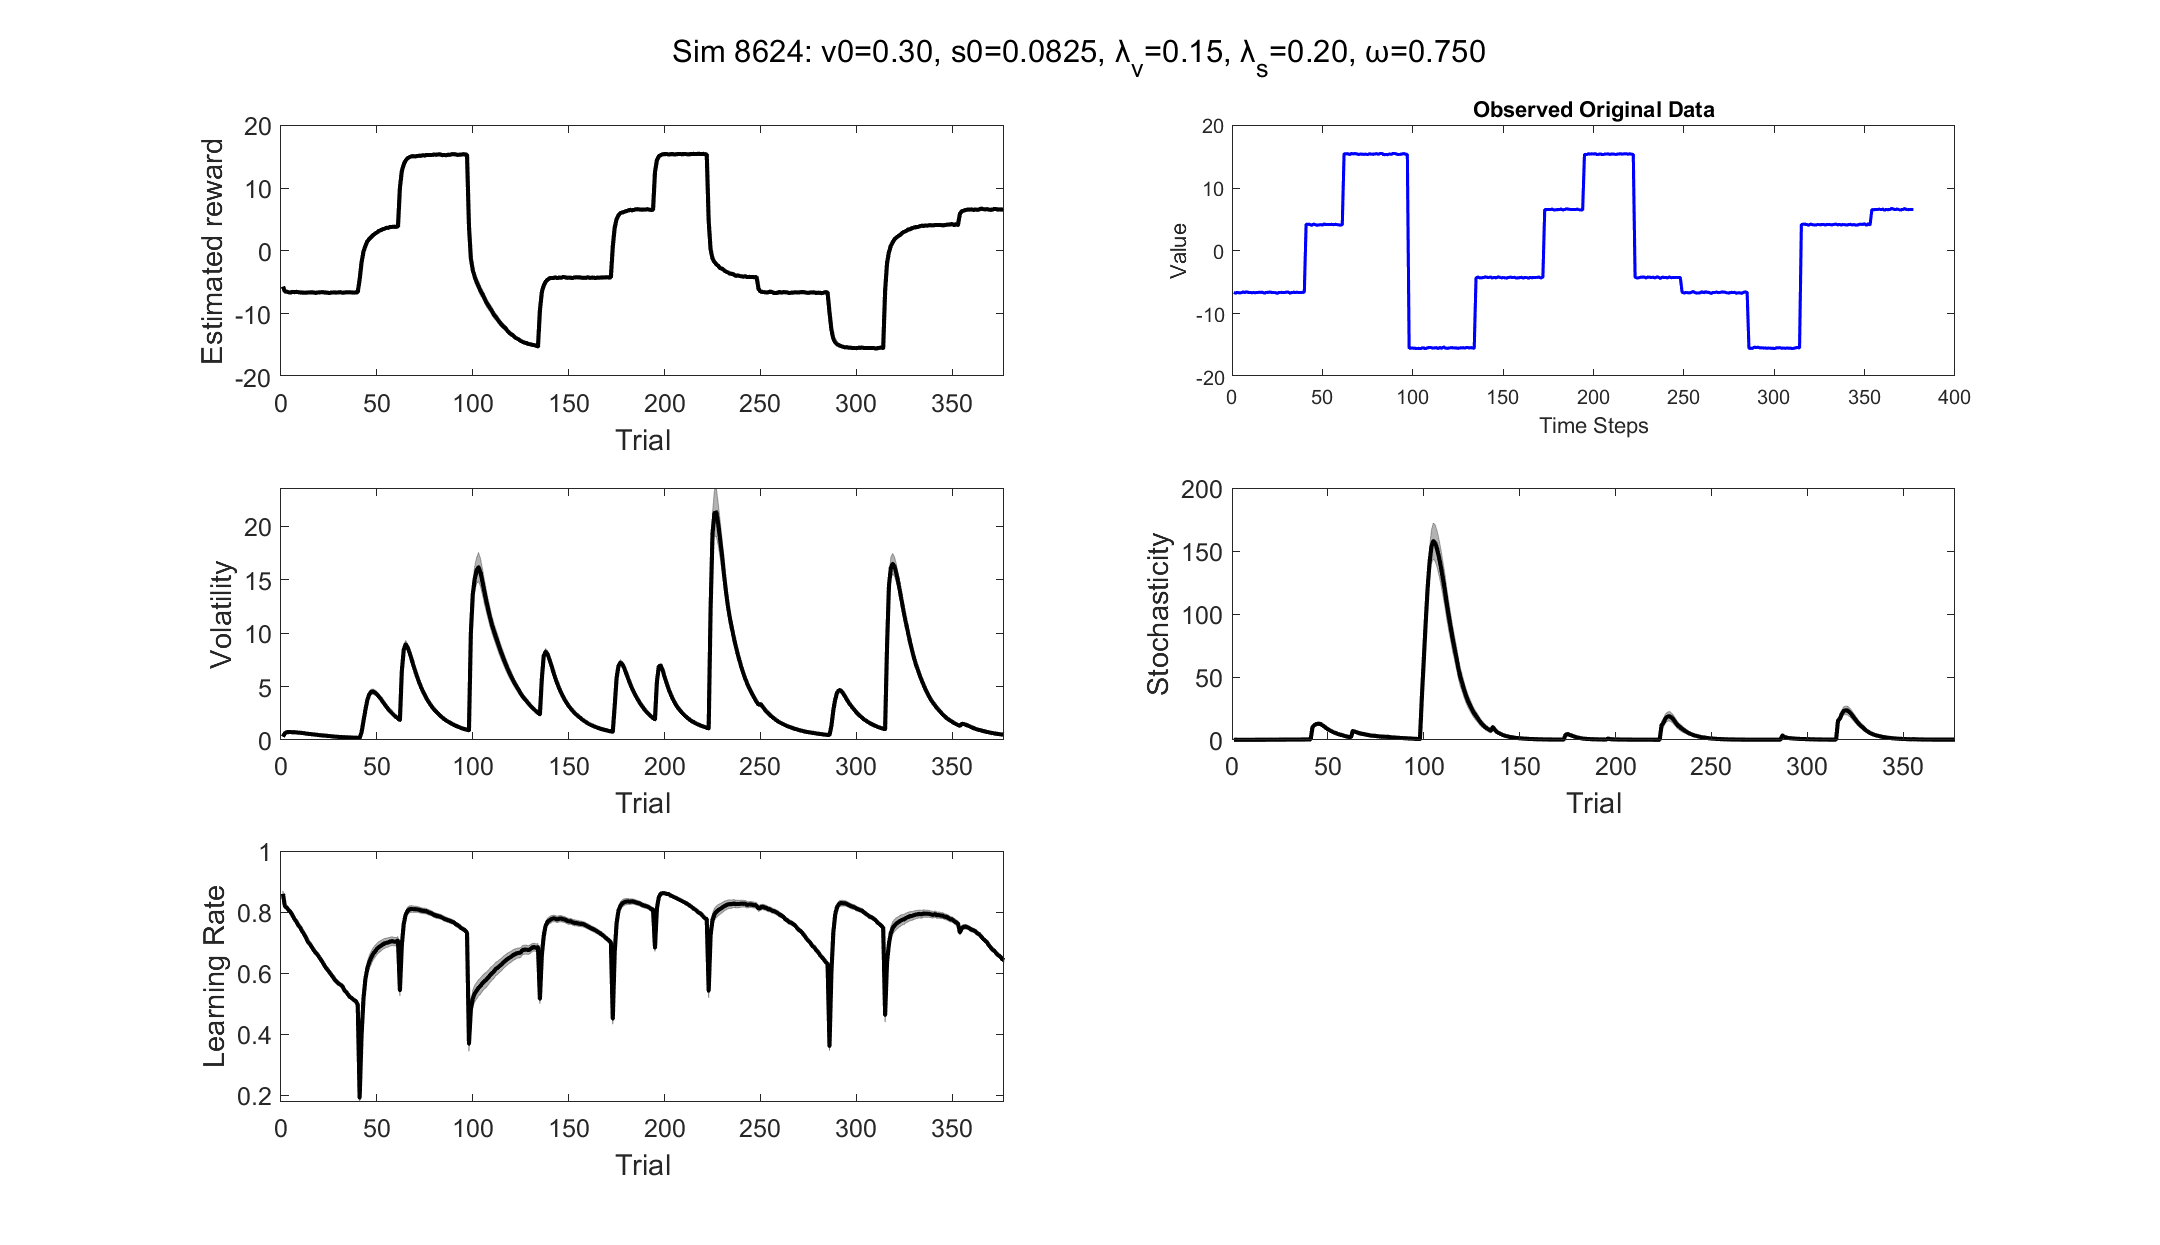 Sim 8624: v0=0.30, s0=0.0825, λ_v=0.15, λ_s=0.20, ω=0.750
Estimated reward
20
10
0
-10
-20
0 50 100 150 200 250 300 350
Trial
Observed Original Data
Value
20
10
0
-10
-20
0 50 100 150 200 250 300 350 400
Time Steps
Volatility
20
15
10
5
0
0 50 100 150 200 250 300 350
Trial
Stochasticity
200
150
100
50
0
0 50 100 150 200 250 300 350
Trial
Learning Rate
1
0.8
0.6
0.4
0.2
0 50 100 150 200 250 300 350
Trial